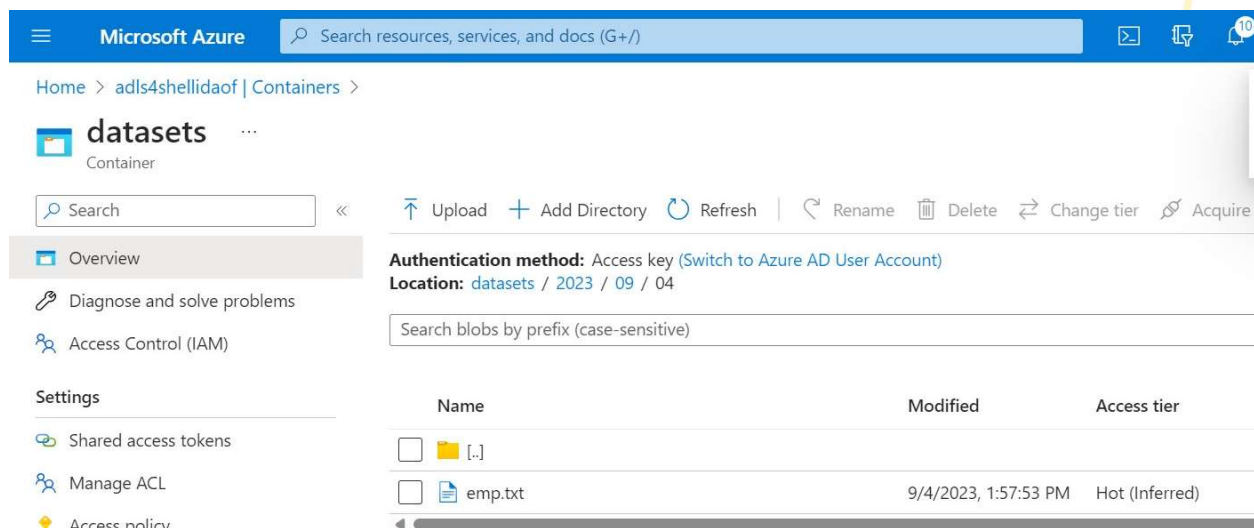 Microsoft Azure
Search resources, services, and docs (G+/)
10
Home > adls4shellidaof | Containers >
datasets ...
Container
Search
«
Upload
Add Directory
Refresh
Rename
Delete
Change tier
Acquire
Overview
Diagnose and solve problems
Access Control (IAM)
Settings
Shared access tokens
Manage ACL
Access policy
Authentication method: Access key (Switch to Azure AD User Account)
Location: datasets / 2023 / 09 / 04
Search blobs by prefix (case-sensitive)
Name Modified Access tier
[..]
emp.txt 9/4/2023, 1:57:53 PM Hot (Inferred)